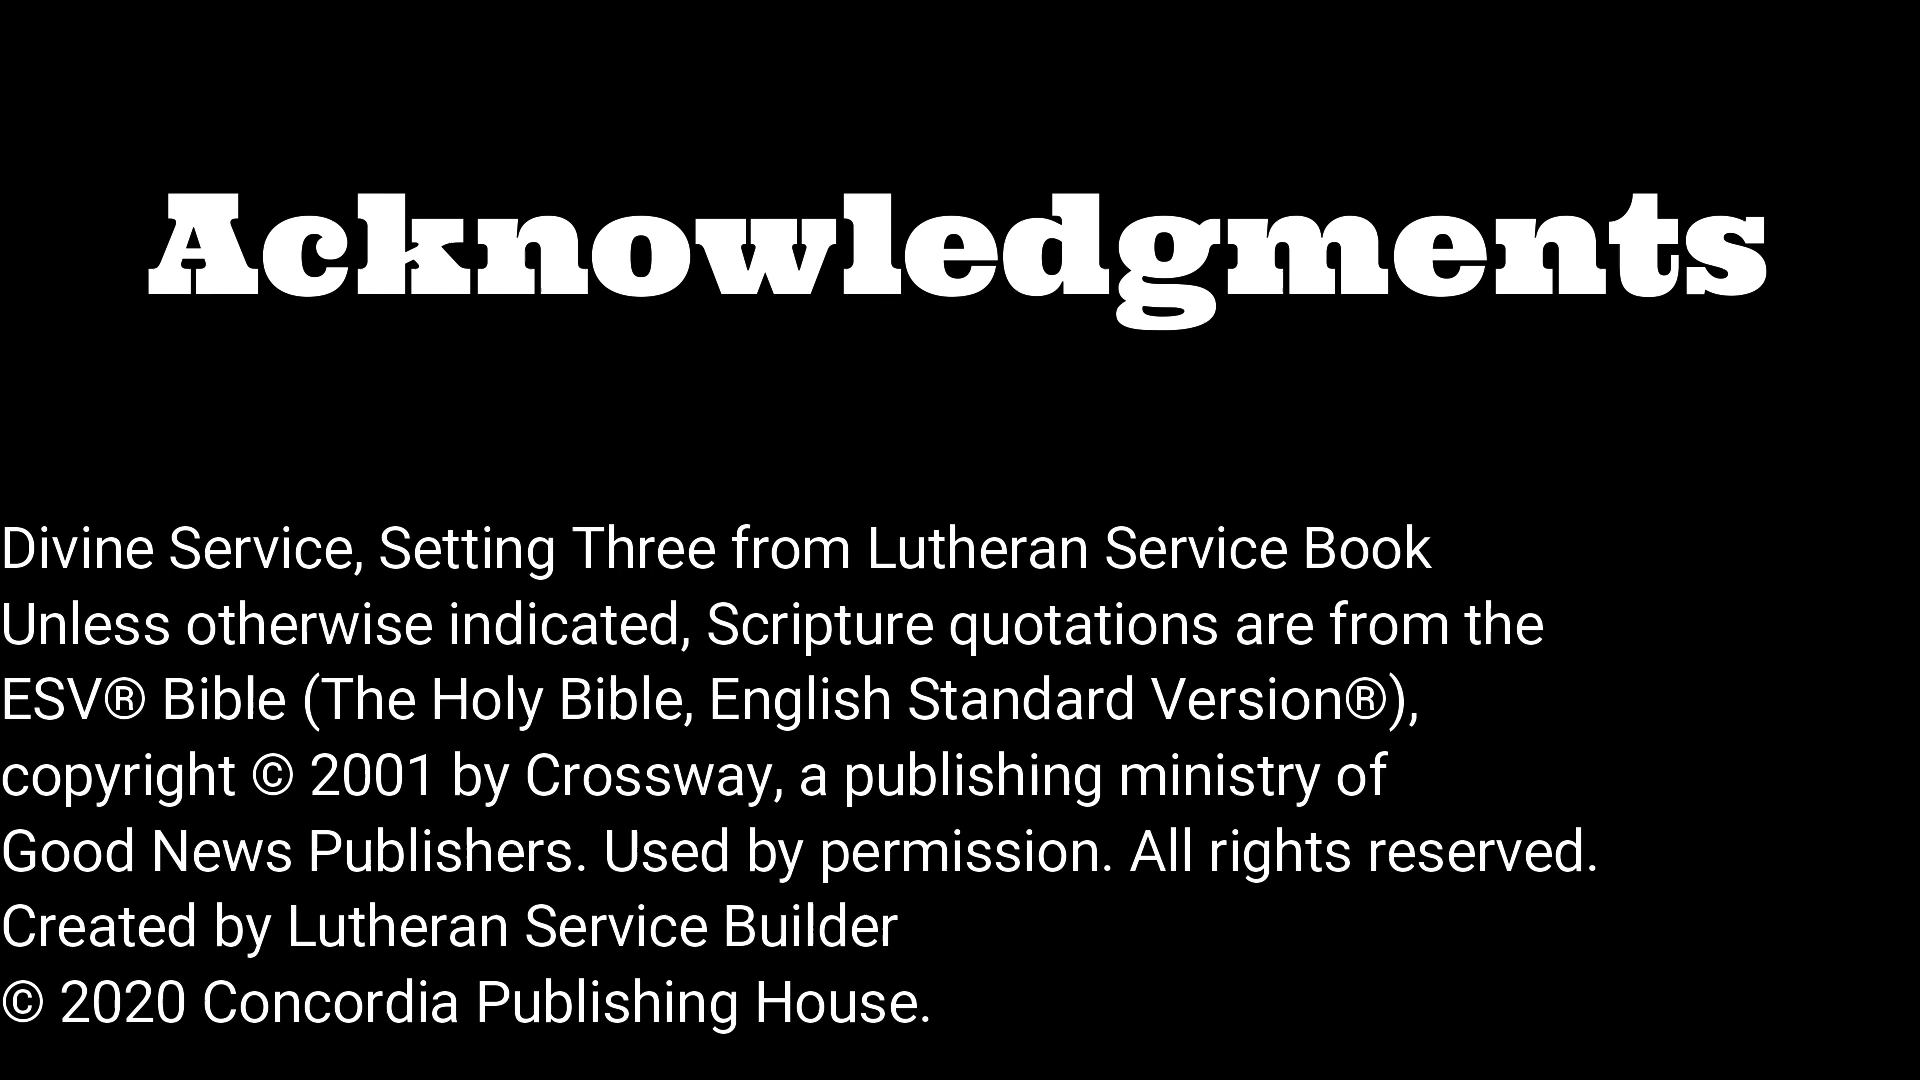 Acknowledgments
Divine Service, Setting Three from Lutheran Service Book
Unless otherwise indicated, Scripture quotations are from the
ESV® Bible (The Holy Bible, English Standard Version®),
copyright © 2001 by Crossway, a publishing ministry of
Good News Publishers. Used by permission. All rights reserved.
Created by Lutheran Service Builder
© 2020 Concordia Publishing House.